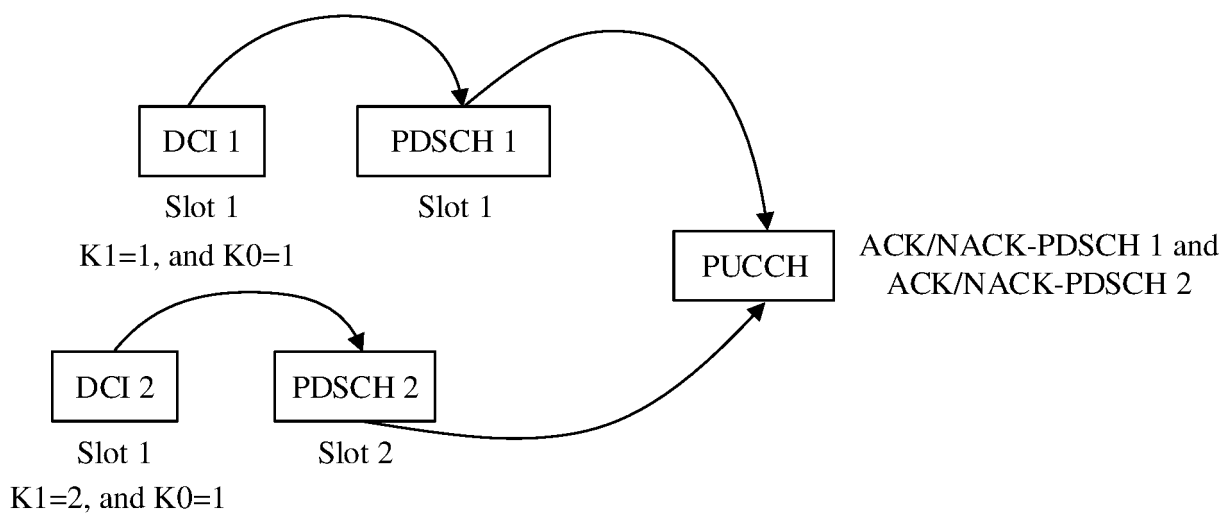 DCI 1
PDSCH 1
Slot 1
Slot 1
K1=1, and K0=1
PUCCH
ACK/NACK-PDSCH 1 and
ACK/NACK-PDSCH 2
DCI 2
PDSCH 2
Slot 1
Slot 2
K1=2, and K0=1